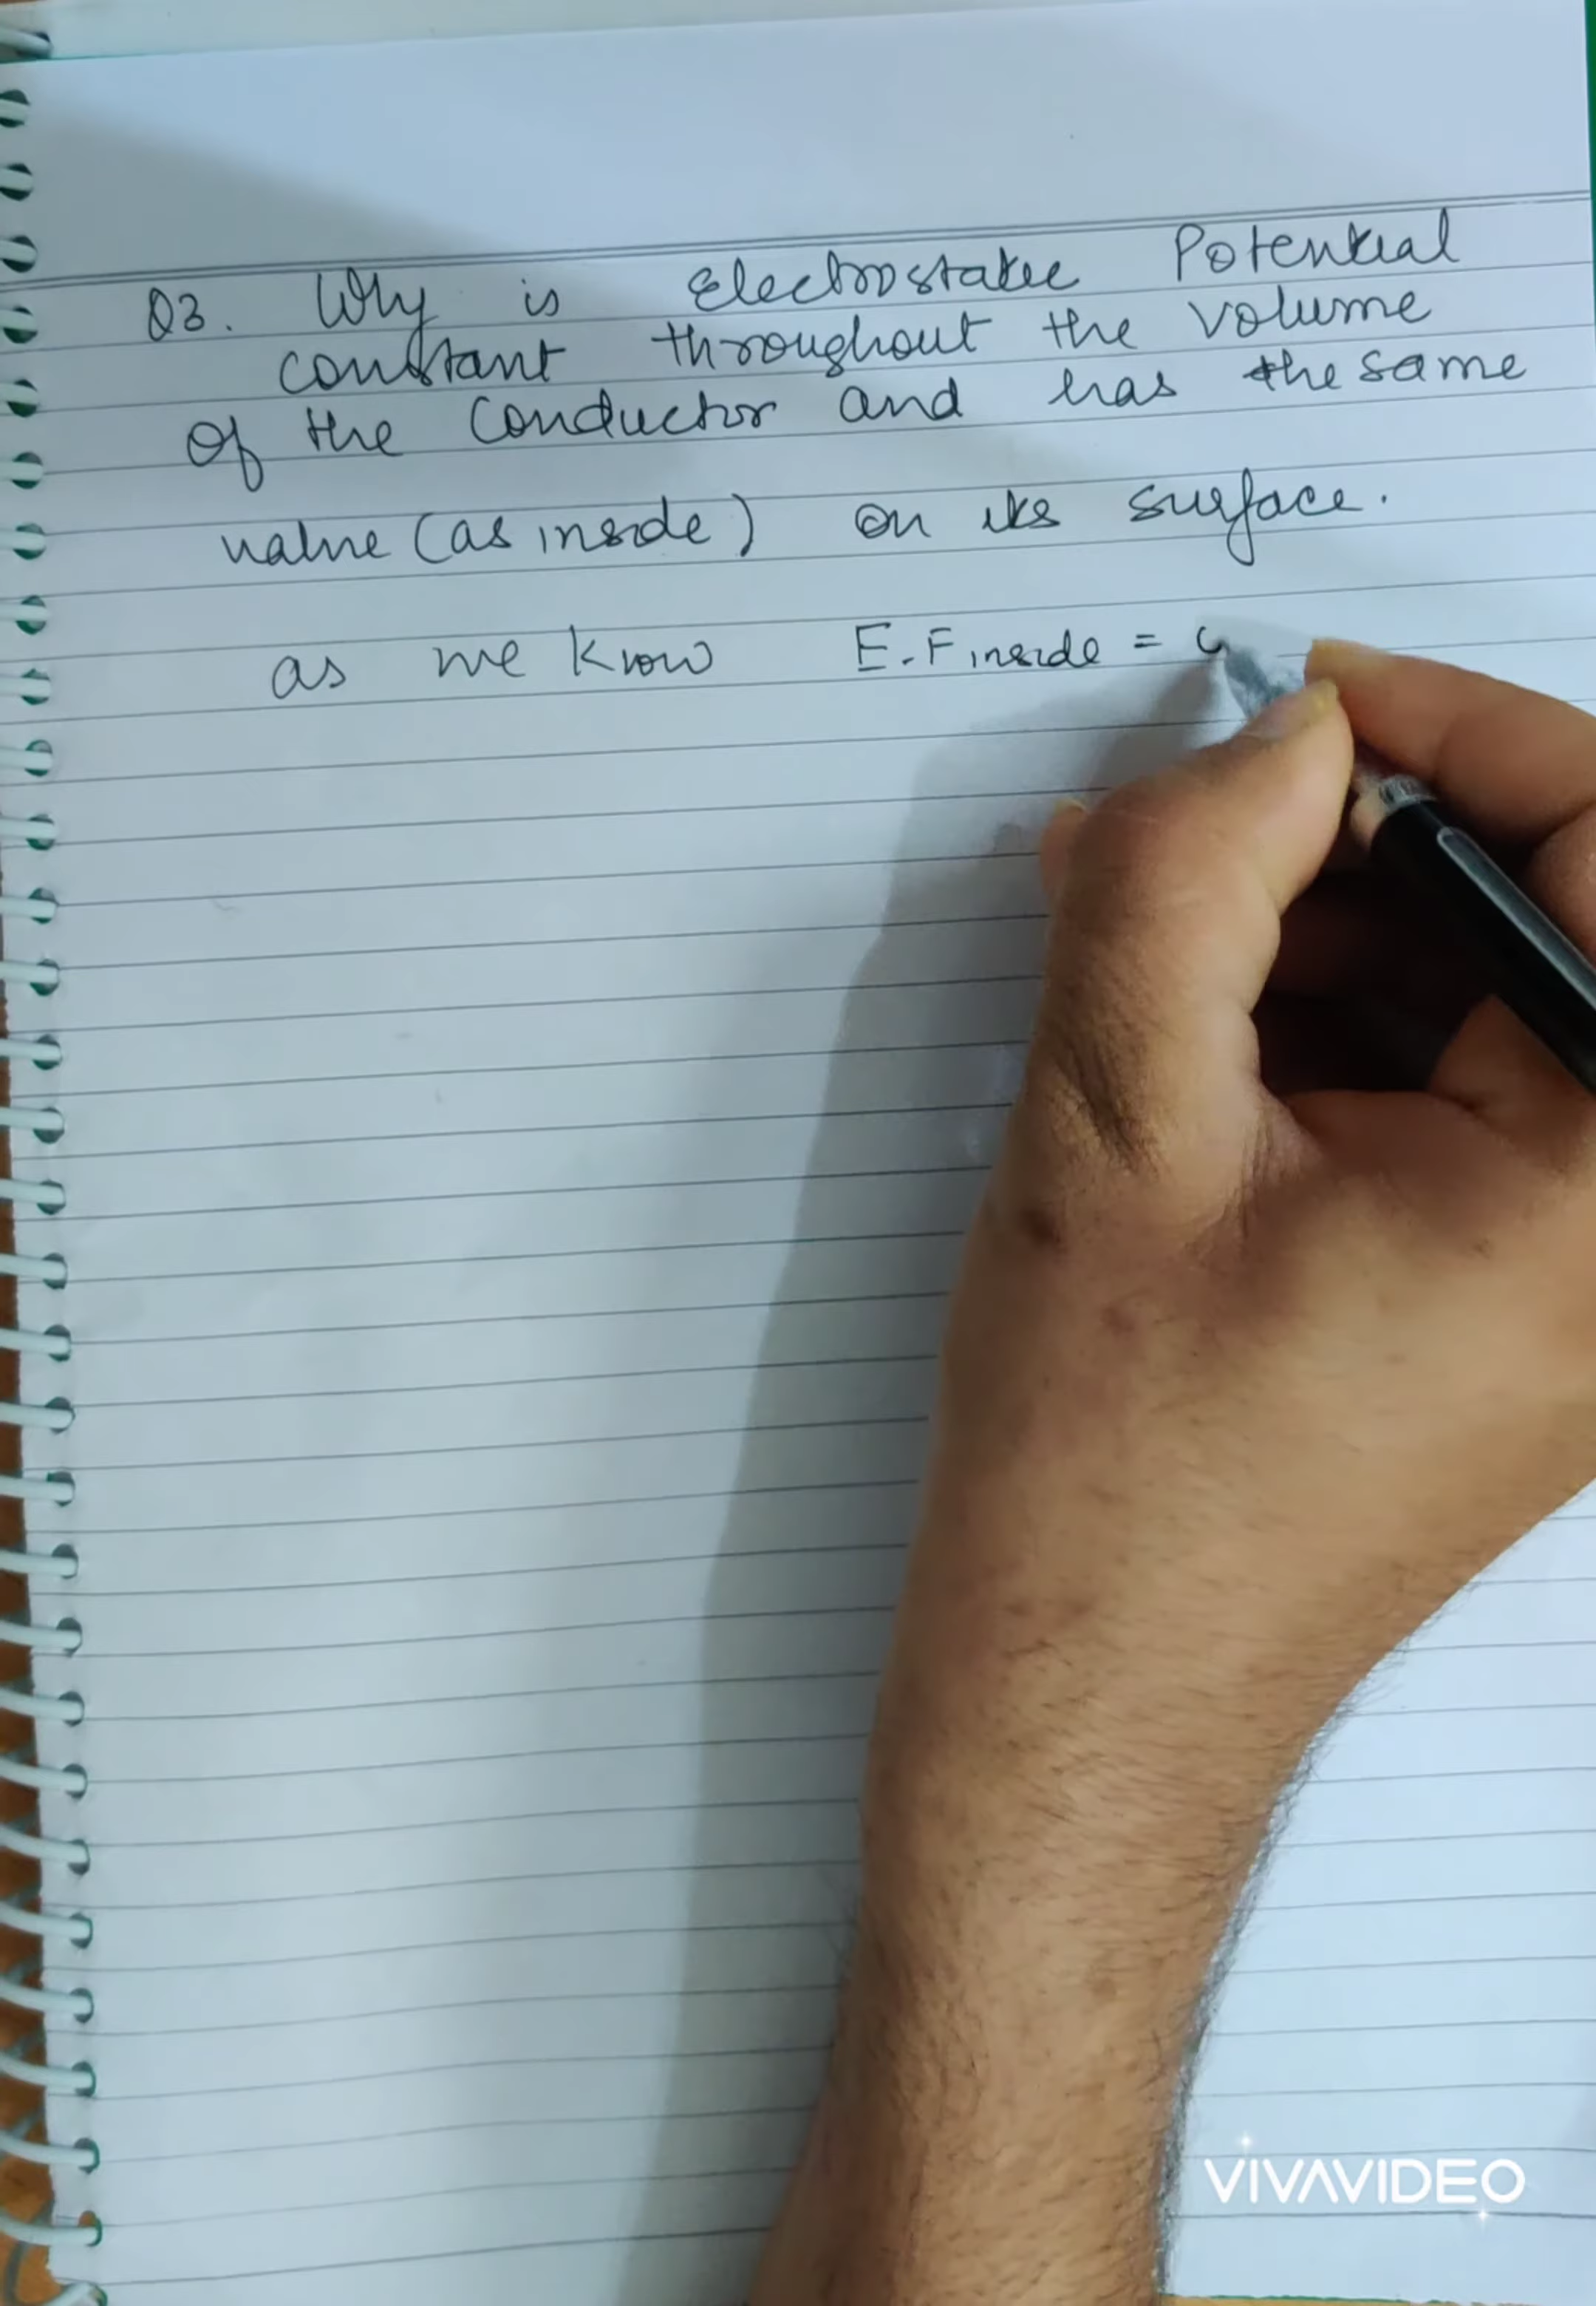 Q3. Why is Electrostatic Potential
constant throughout the volume
of the conductor and has the same
value (as inside) on its surface.
as we know E.F inside =
VIVAVIDEO